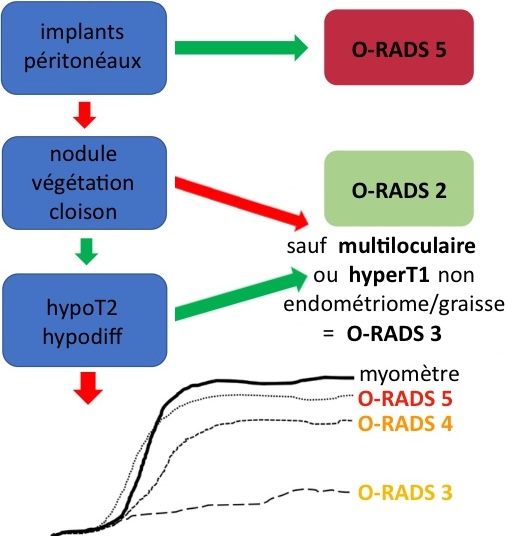 implants
péritonéaux
O-RADS 5
nodule
végétation
cloison
O-RADS 2
sauf multiloculaire
ou hyperT1 non
endométriome/graisse
= O-RADS 3
hypoT2
hypodiff
myomètre
O-RADS 5
O-RADS 4
O-RADS 3